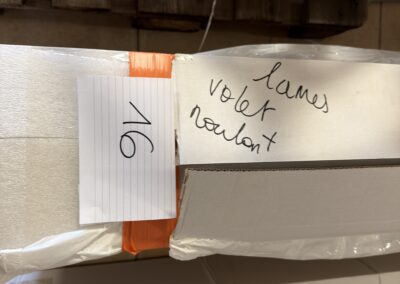 16
lames
volet
roulant